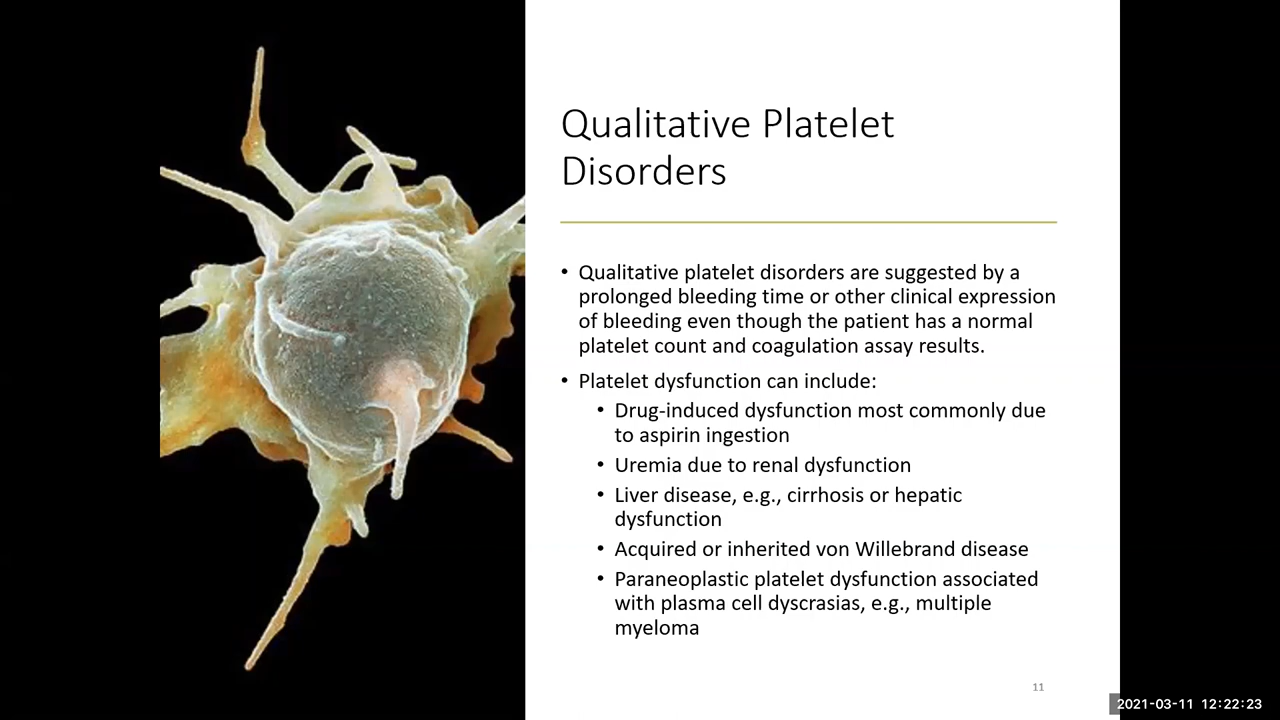 Qualitative Platelet
Disorders
• Qualitative platelet disorders are suggested by a
prolonged bleeding time or other clinical expression
of bleeding even though the patient has a normal
platelet count and coagulation assay results.
• Platelet dysfunction can include:
• Drug-induced dysfunction most commonly due
to aspirin ingestion
• Uremia due to renal dysfunction
• Liver disease, e.g., cirrhosis or hepatic
dysfunction
• Acquired or inherited von Willebrand disease
• Paraneoplastic platelet dysfunction associated
with plasma cell dyscrasias, e.g., multiple
myeloma
11
2021-03-11 12:22:23